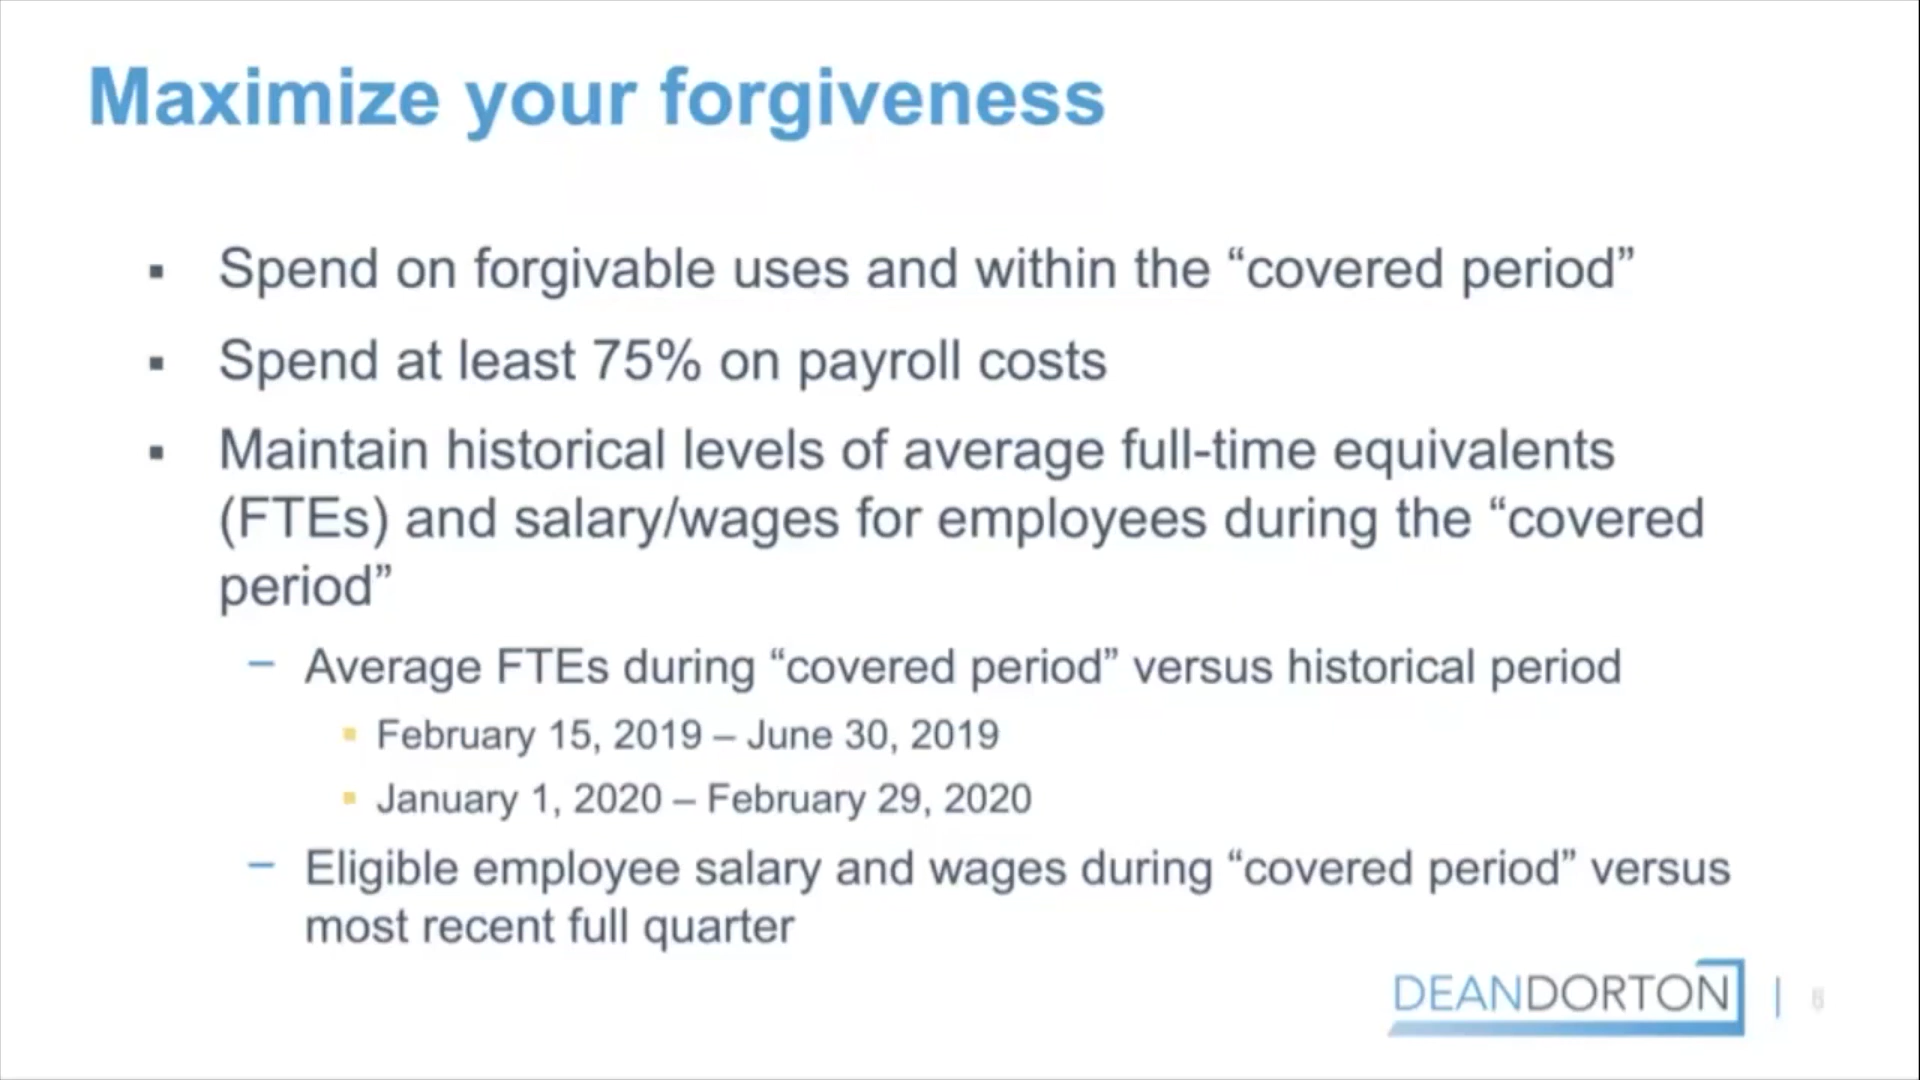 Maximize your forgiveness
▪ Spend on forgivable uses and within the “covered period”
▪ Spend at least 75% on payroll costs
▪ Maintain historical levels of average full-time equivalents
(FTEs) and salary/wages for employees during the “covered
period”
– Average FTEs during “covered period” versus historical period
▪ February 15, 2019 – June 30, 2019
▪ January 1, 2020 – February 29, 2020
– Eligible employee salary and wages during “covered period” versus
most recent full quarter
DEANDORTON |